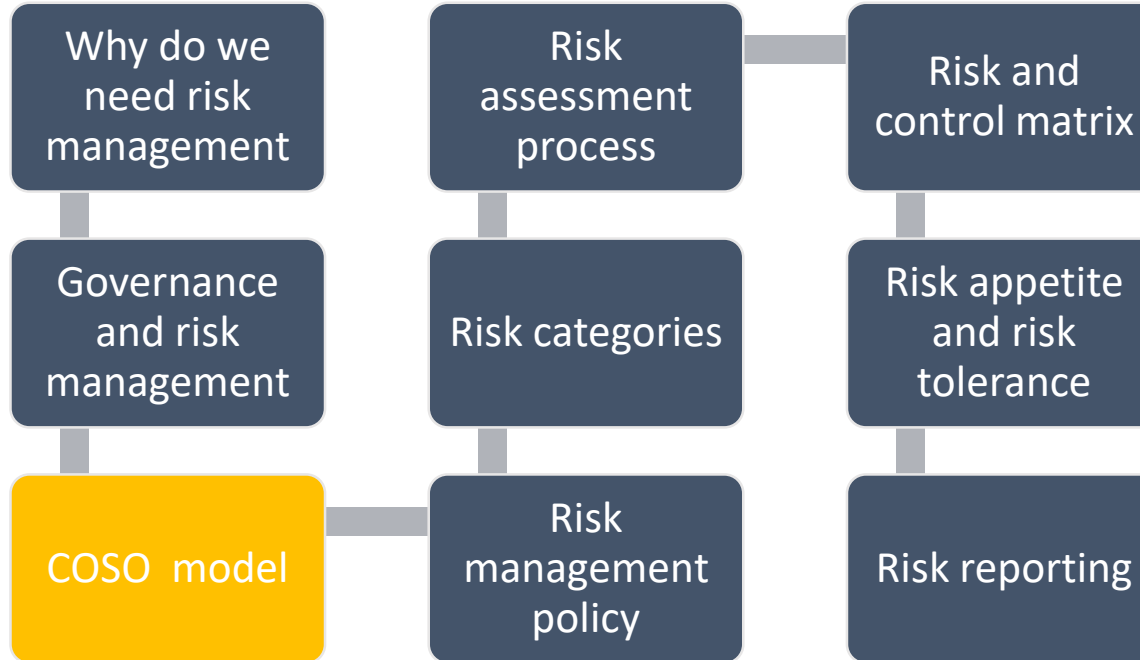 Why do we
need risk
management
Governance
and risk
management
COSO  model
Risk
management
policy
Risk categories
Risk
assessment
process
Risk and
control matrix
Risk appetite
and risk
tolerance
Risk reporting